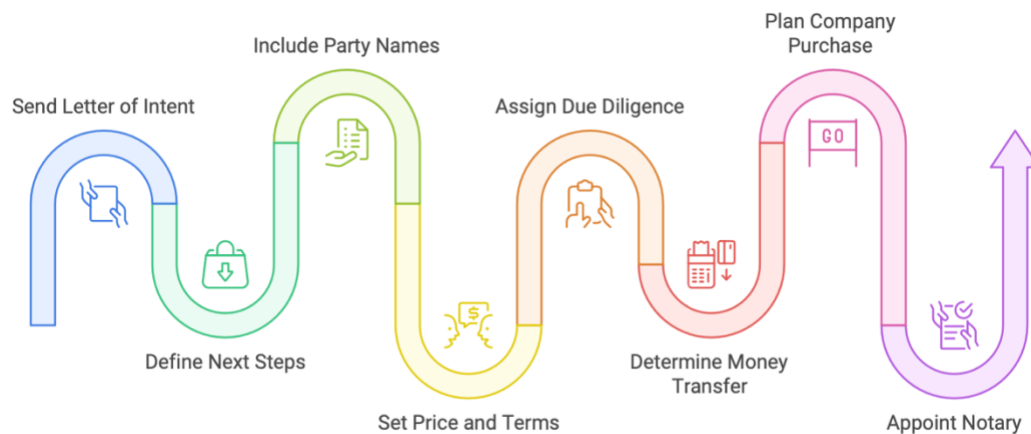 Send Letter of Intent
Define Next Steps
Include Party Names
Set Price and Terms
$
Assign Due Diligence
Determine Money
Transfer
Plan Company
Purchase
GO
Appoint Notary